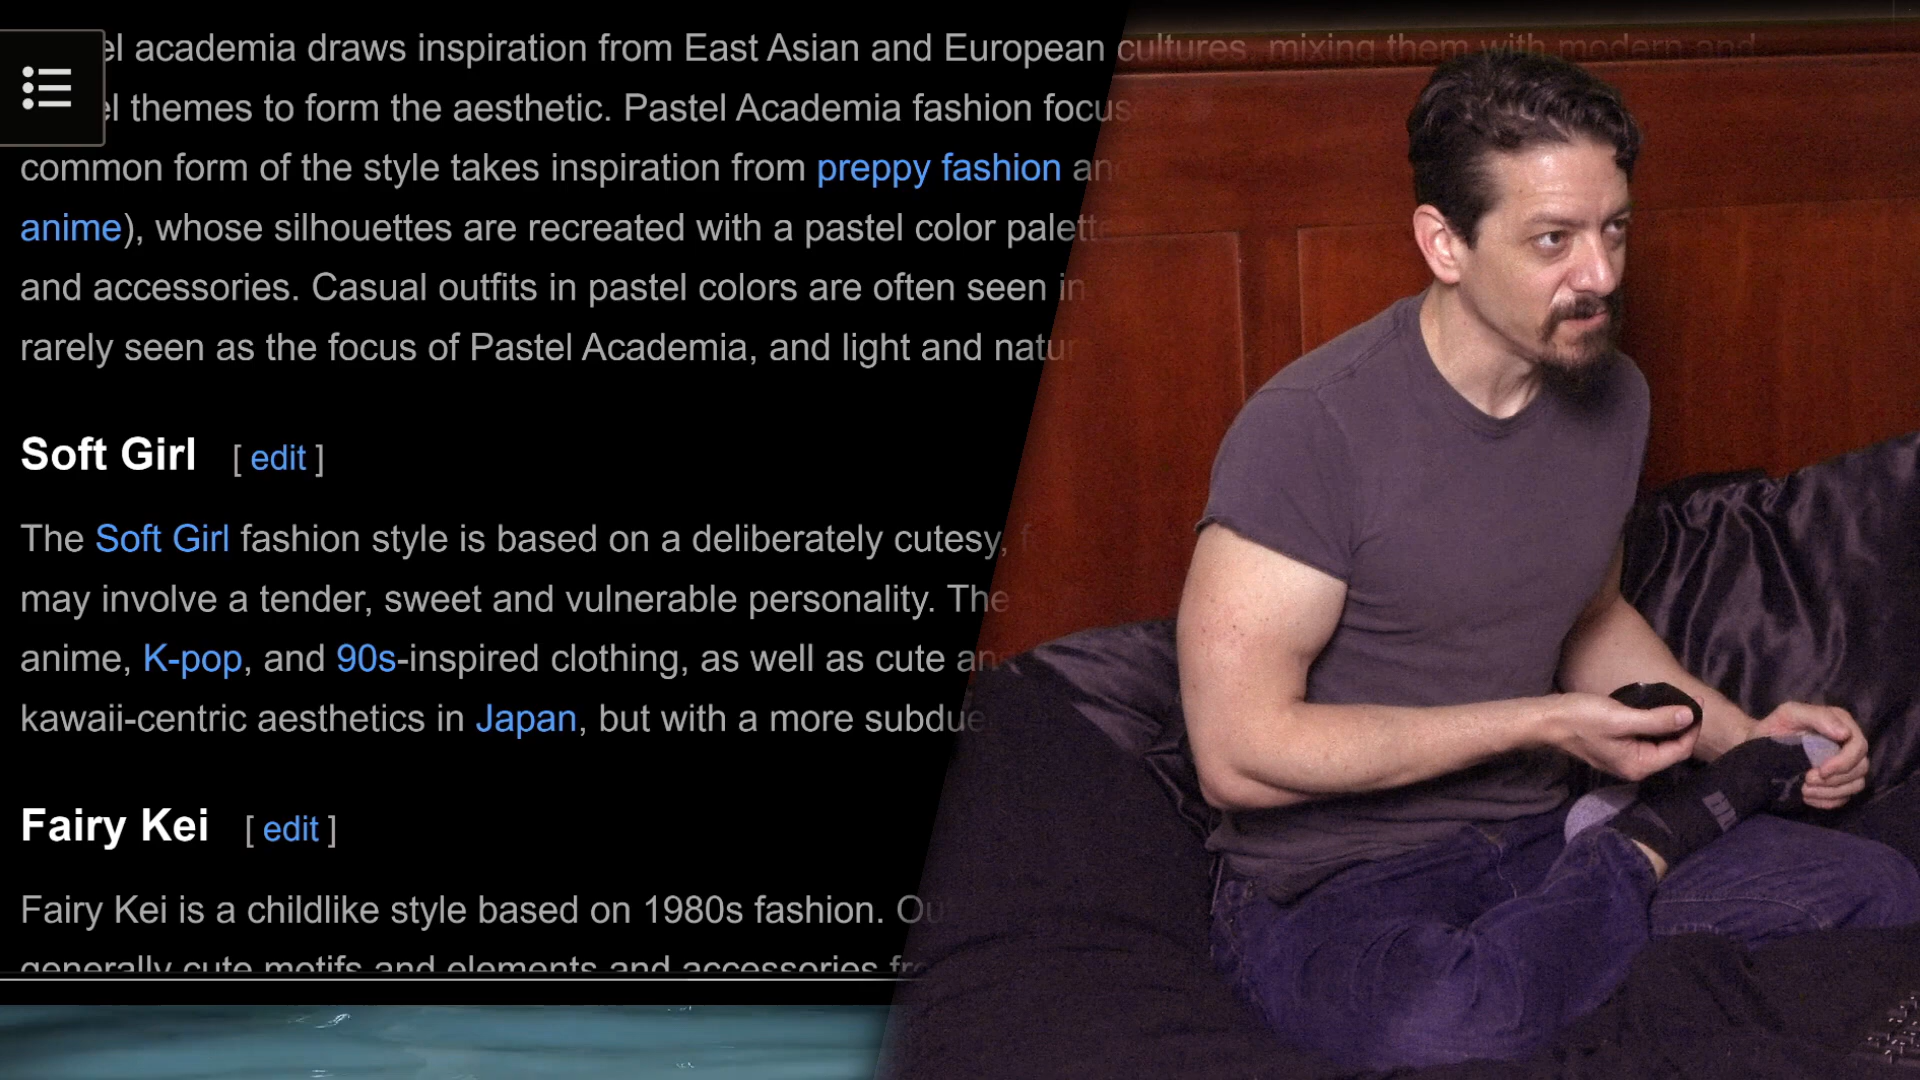 el academia draws inspiration from East Asian and European cultures, mixing them with modern and
el themes to form the aesthetic. Pastel Academia fashion focus
common form of the style takes inspiration from preppy fashion an
anime), whose silhouettes are recreated with a pastel color palette
and accessories. Casual outfits in pastel colors are often seen in
rarely seen as the focus of Pastel Academia, and light and natur
Soft Girl [ edit ]
The Soft Girl fashion style is based on a deliberately cutesy, f
may involve a tender, sweet and vulnerable personality. The
anime, K-pop, and 90s-inspired clothing, as well as cute an
kawaii-centric aesthetics in Japan, but with a more subdue
Fairy Kei [ edit ]
Fairy Kei is a childlike style based on 1980s fashion. Ou
generally cute motifs and elements and accessories fr